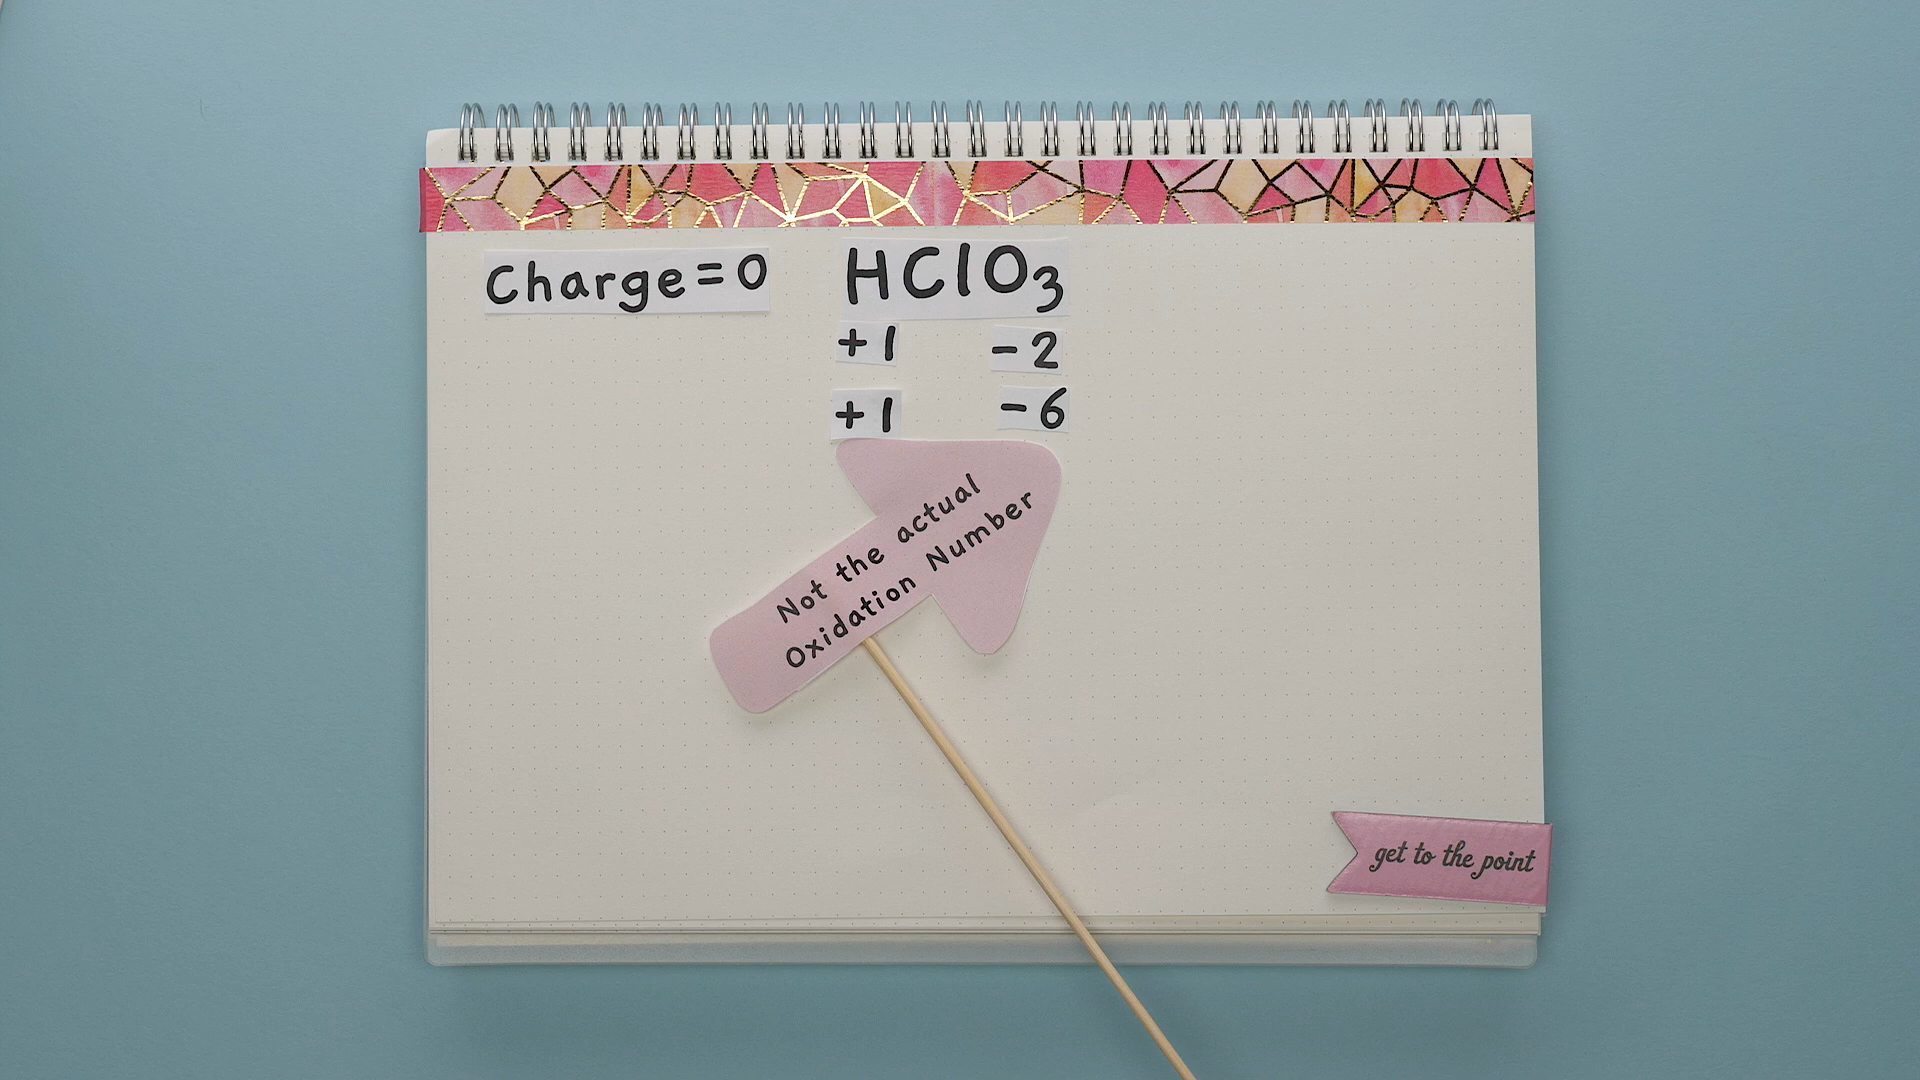 Charge=0
HClO₃
+1 -2
+1 -6
Not the actual
Oxidation Number
get to the point